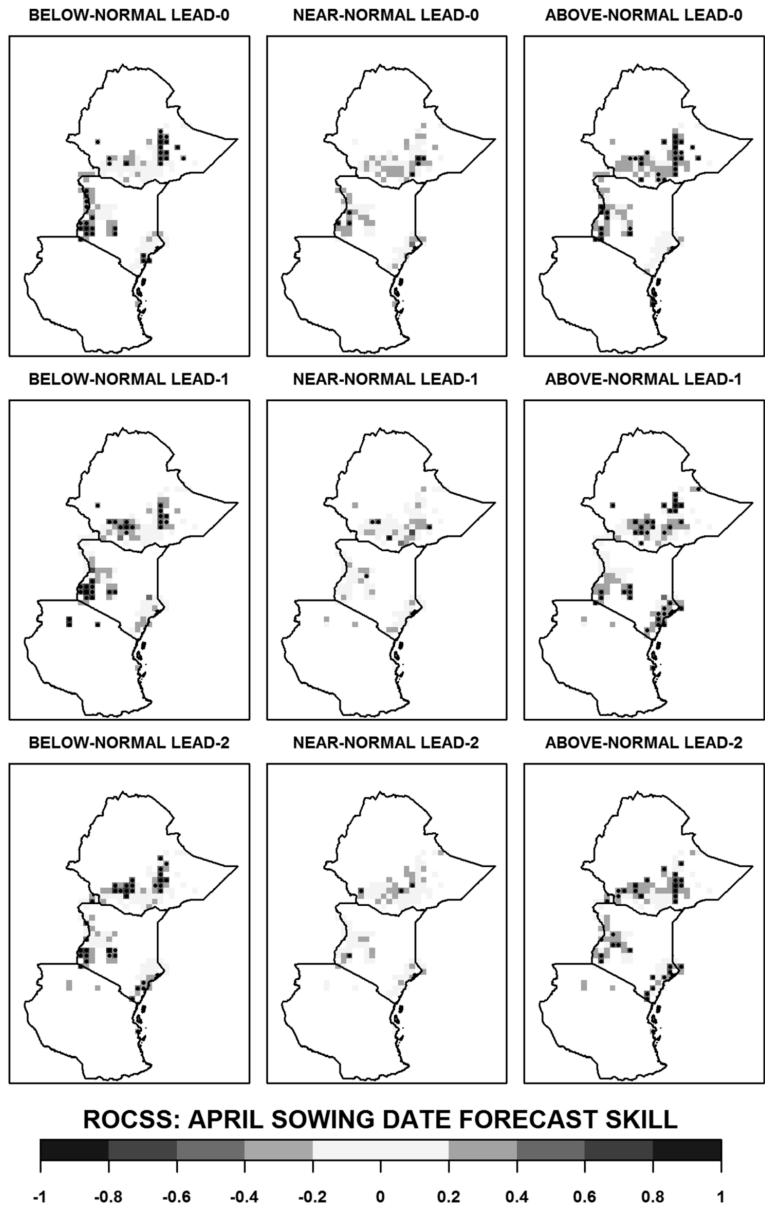 BELOW-NORMAL LEAD-0 NEAR-NORMAL LEAD-0 ABOVE-NORMAL LEAD-0
BELOW-NORMAL LEAD-1 NEAR-NORMAL LEAD-1 ABOVE-NORMAL LEAD-1
BELOW-NORMAL LEAD-2 NEAR-NORMAL LEAD-2 ABOVE-NORMAL LEAD-2
ROCSS: APRIL SOWING DATE FORECAST SKILL
-1 -0.8 -0.6 -0.4 -0.2 0 0.2 0.4 0.6 0.8 1